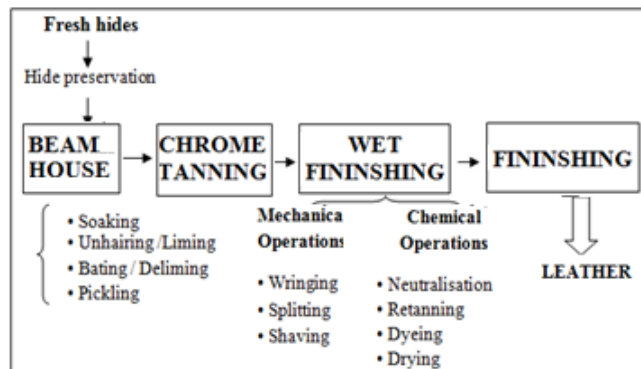 Fresh hides
Hide preservation
BEAM
HOUSE
CHROME
TANNING
WET
FININSHING
FININSHING
• Soaking
• Unhairing /Liming
• Bating / Deliming
• Pickling
Mechanica
Operations
• Wringing
• Splitting
• Shaving
Chemical
Operations
• Neutralisation
• Retanning
• Dyeing
• Drying
LEATHER